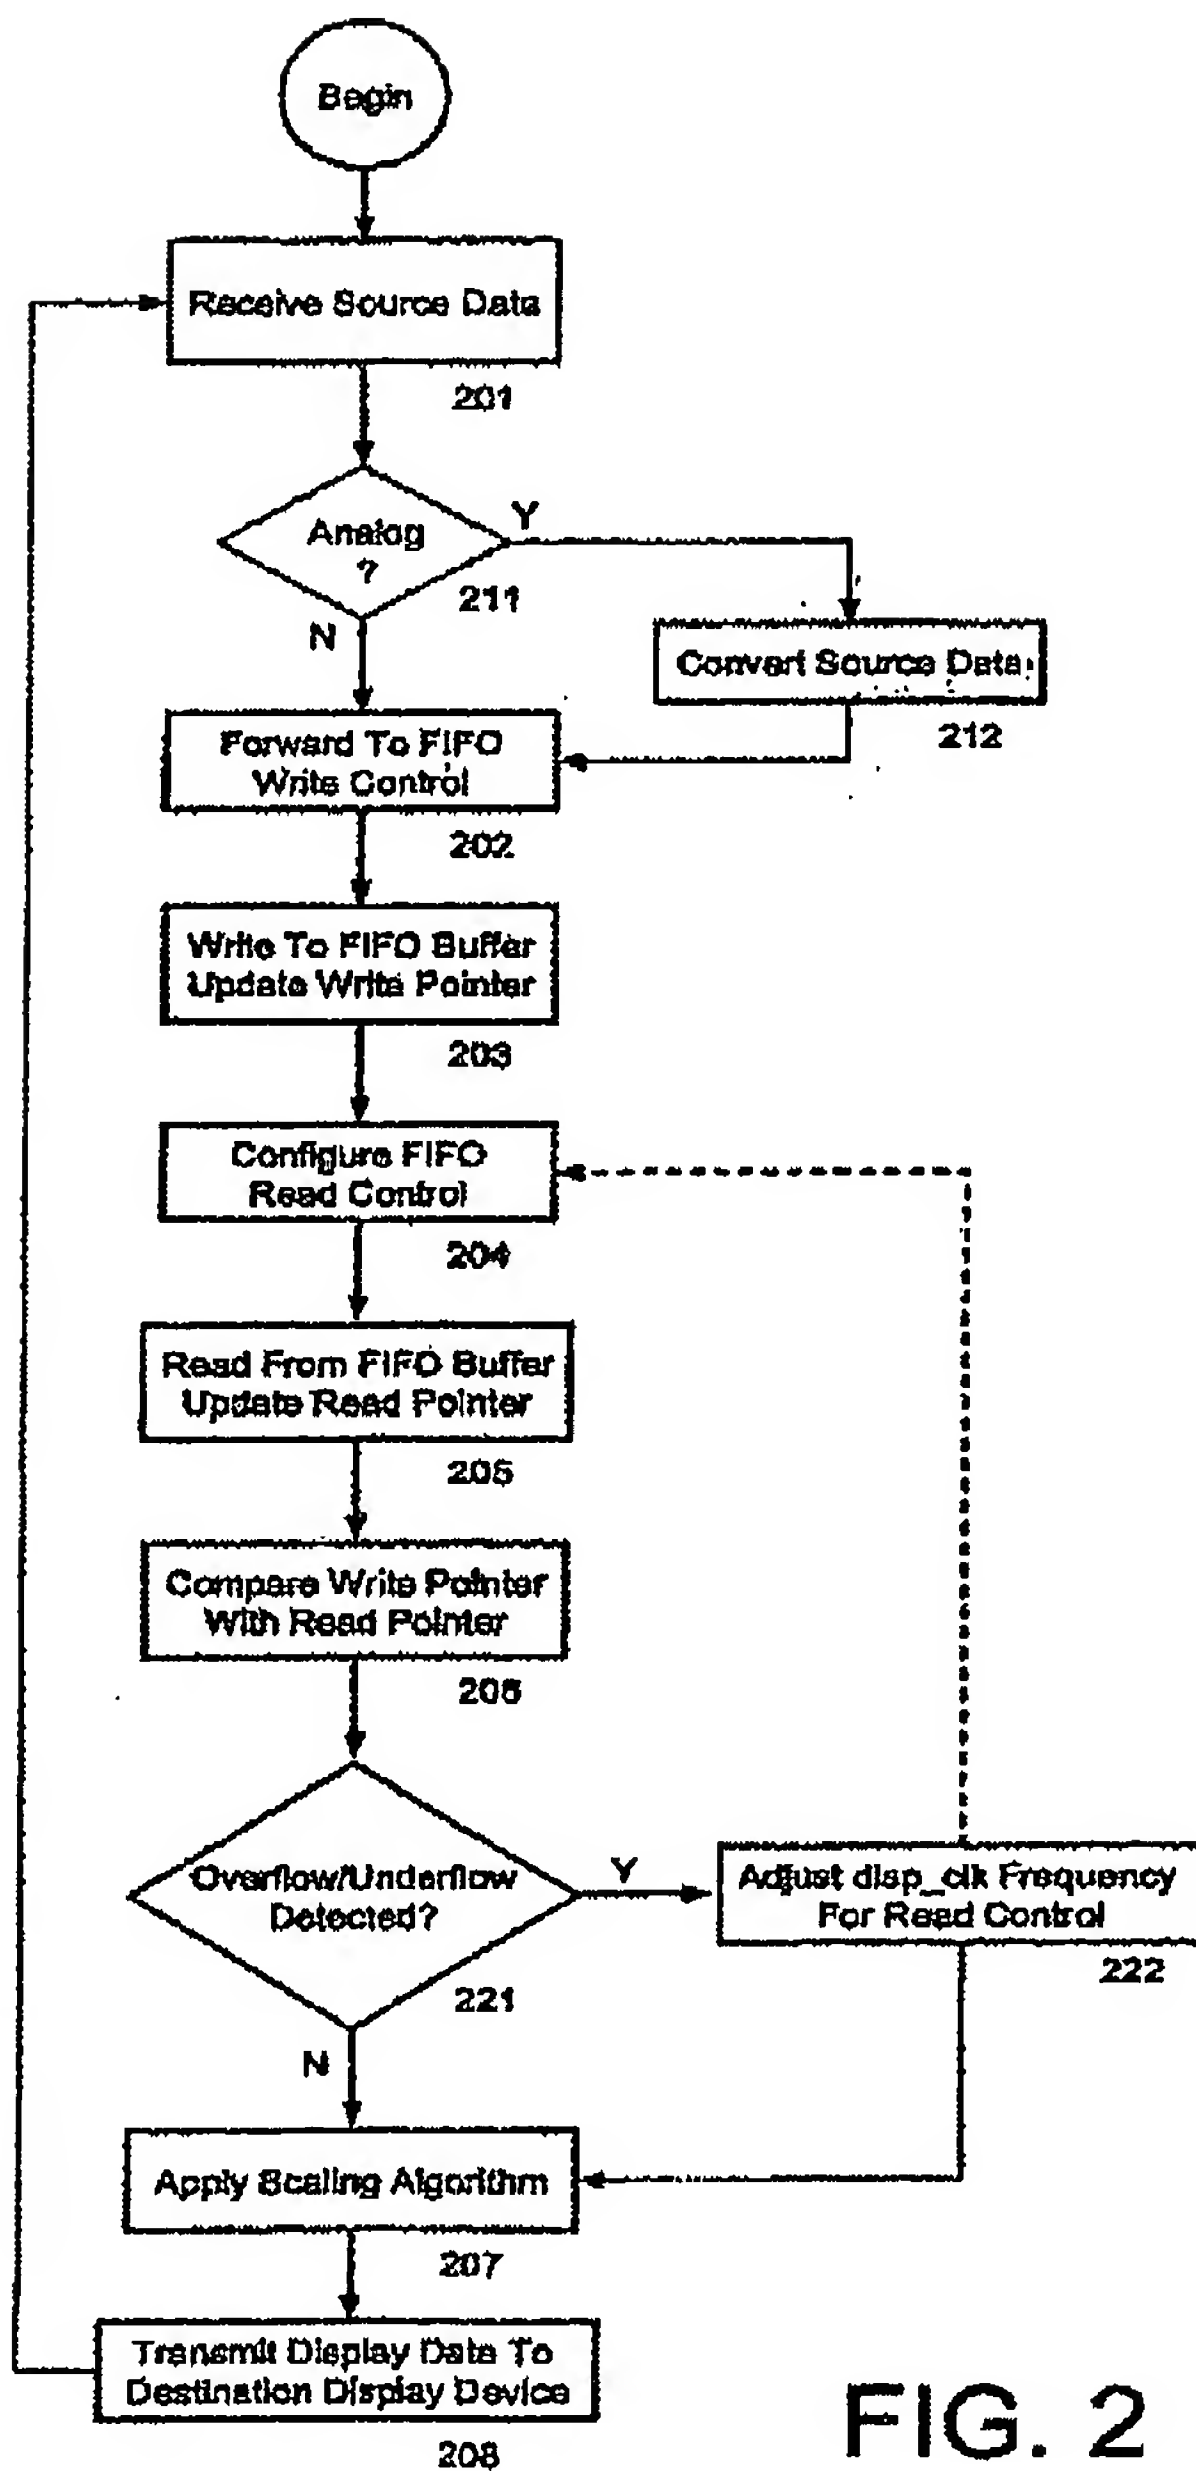 Begin
Receive Source Data
201
Analog
?
Y
211
N
Convert Source Data
212
Forward To FIFO
Write Control
202
Write To FIFO Buffer
Update Write Pointer
203
Configure FIFO
Read Control
204
Read From FIFO Buffer
Update Read Pointer
205
Compare Write Pointer
With Read Pointer
206
Overflow/Underflow
Detected?
Y
221
N
Adjust disp_clk Frequency
For Read Control
222
Apply Scaling Algorithm
207
Transmit Display Data To
Destination Display Device
208
FIG. 2